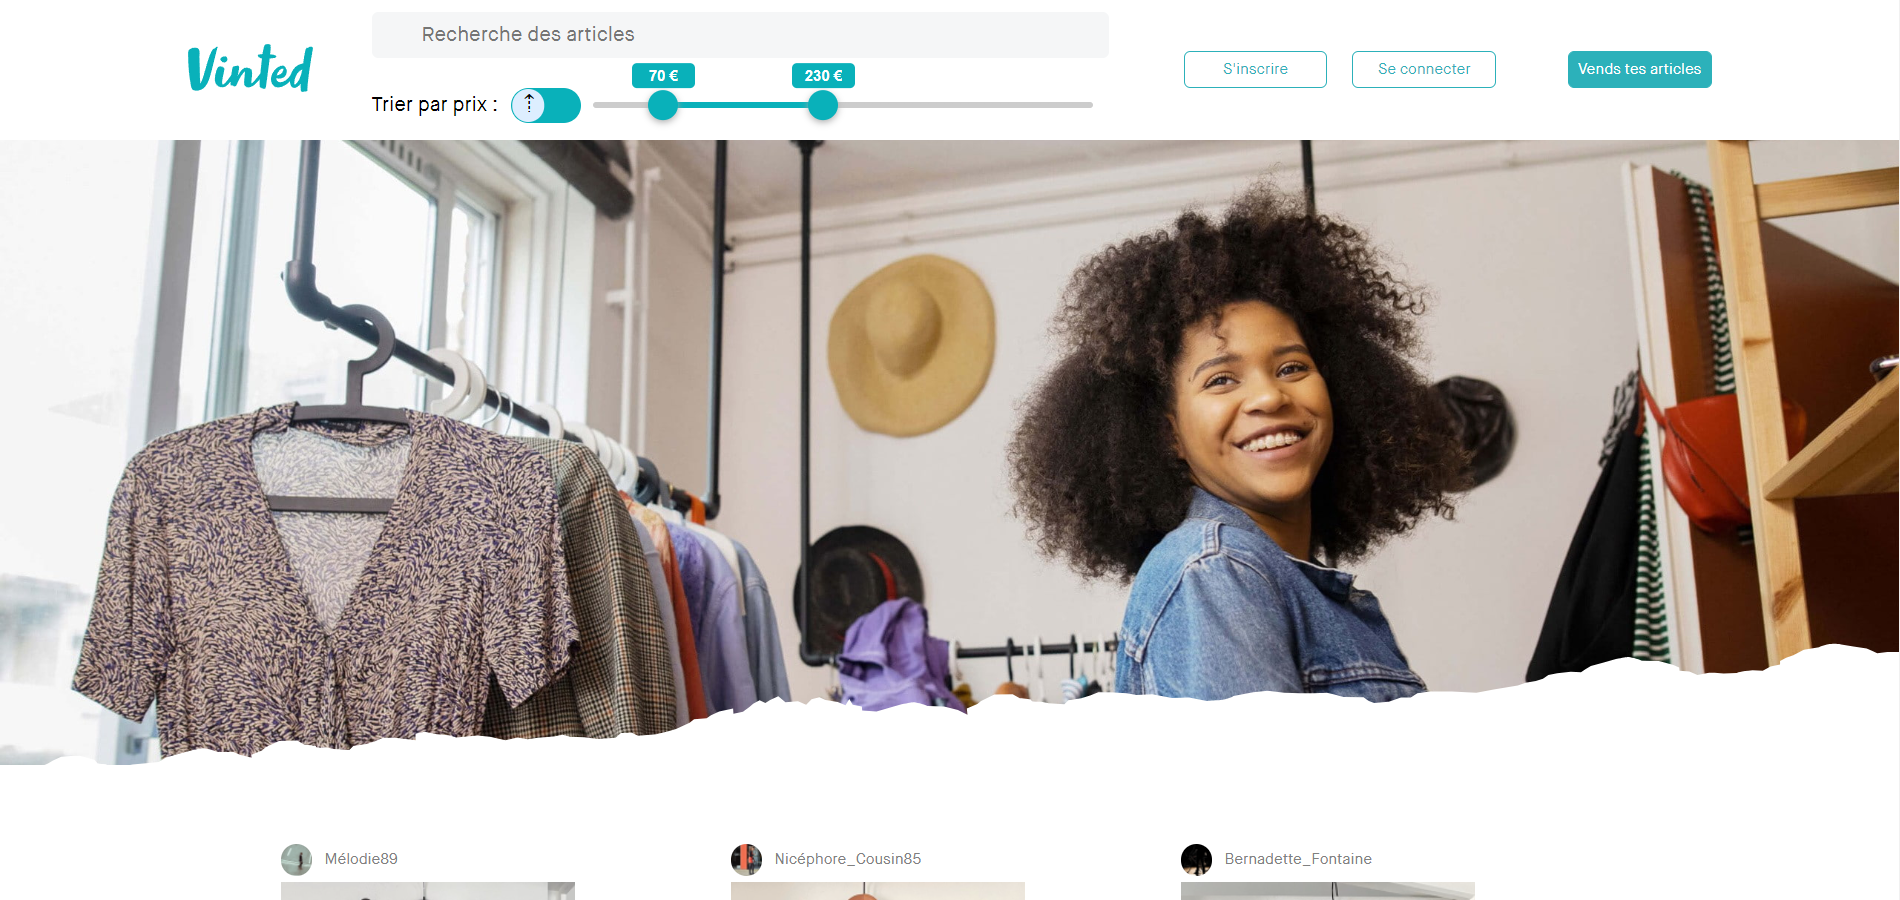 Vinted
Recherche des articles
Trier par prix :
70 €
230 €
S'inscrire
Se connecter
Vends tes articles
Mélodie89
Nicéphore_Cousin85
Bernadette_Fontaine